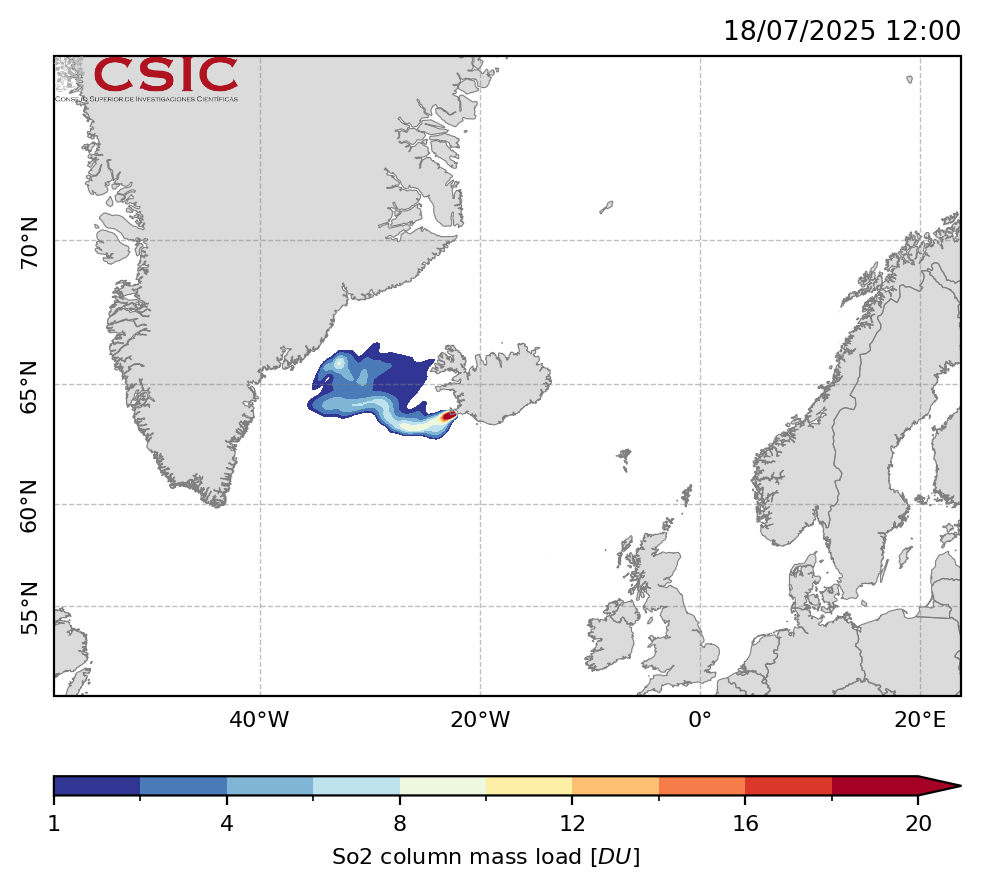 18/07/2025 12:00
CSIC
CONSEJO SUPERIOR DE INVESTIGACIONES CIENTÍFICAS
70°N
65°N
60°N
55°N
40°W 20°W 0° 20°E
1 4 8 12 16 20
So2 column mass load [DU]